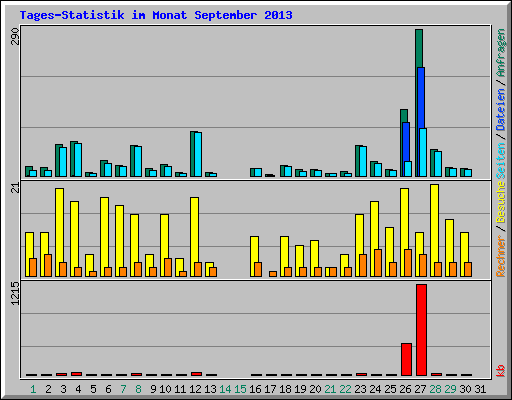 Tages-Statistik im Monat September 2013
290
21
1215
Rechner / Besuche Seiten / Dateien / Anfragen
kb
1 2 3 4 5 6 7 8 9 10 11 12 13 14 15 16 17 18 19 20 21 22 23 24 25 26 27 28 29 30 31